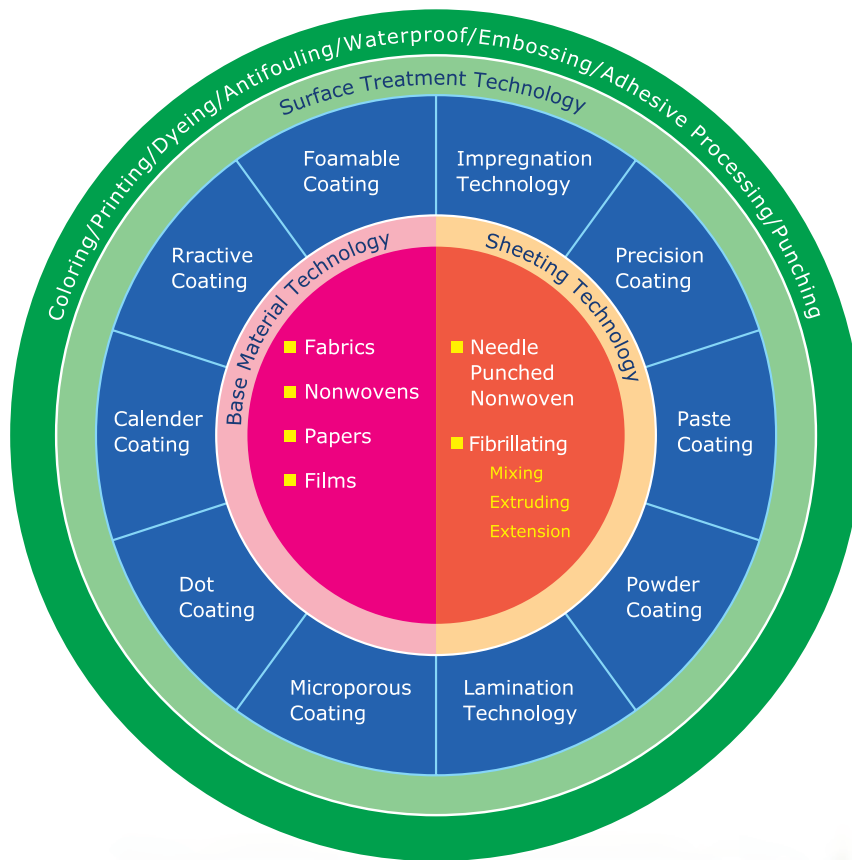 Coloring/Printing/Dyeing/Antifouling/Waterproof/Embossing/Adhesive Processing/Punching
Surface Treatment Technology
Foamable
Coating
Impregnation
Technology
Rractive
Coating
Precision
Coating
Calender
Coating
Paste
Coating
Dot
Coating
Powder
Coating
Microporous
Coating
Lamination
Technology
Base Material Technology
Fabrics
Nonwovens
Papers
Films
Sheeting Technology
Needle
Punched
Nonwoven
Fibrillating
Mixing
Extruding
Extension